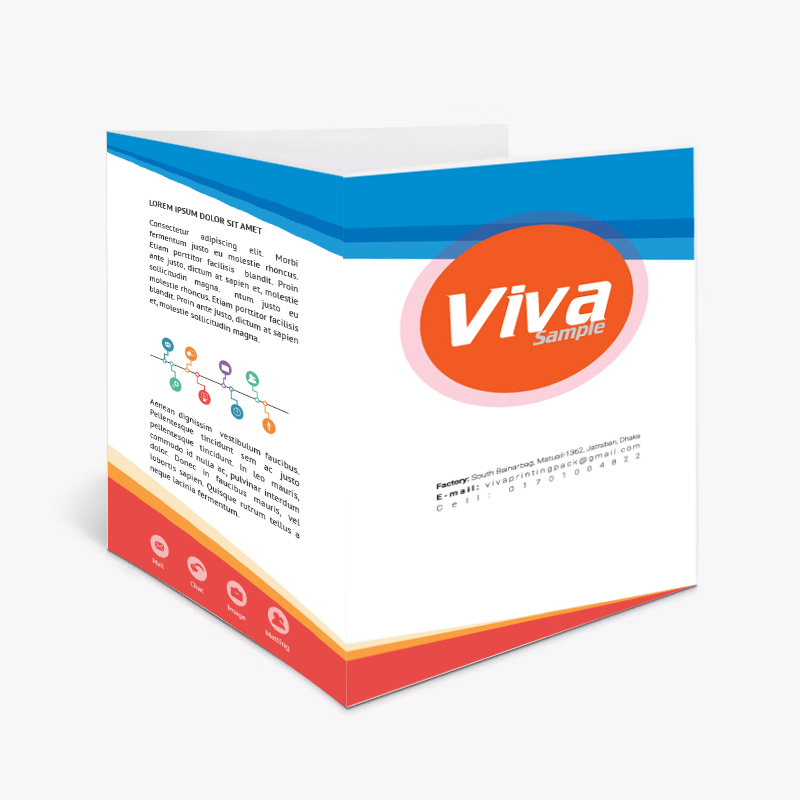 LOREM IPSUM DOLOR SIT AMET
Consectetur adipiscing elit. Morbi
fermentum justo eu molestie rhoncus.
Etiam porttitor facilisis blandit. Proin
ante justo, dictum at sapien et, molestie
sollicitudin magna. ntum justo eu
molestie rhoncus. Etiam porttitor facilisis
blandit. Proin ante justo, dictum at sapien
et, molestie sollicitudin magna.
Aenean dignissim vestibulum faucibus.
Pellentesque tincidunt sem ac justo
pellentesque tincidunt. In leo mauris,
commodo id nulla ac, pulvinar interdum
dolor. Donec in faucibus mauris, vel
lobortis sapien. Quisque rutrum tellus a
neque lacinia fermentum.
Mail
Chat
Image
Metting
Viva
Sample
Factory: South Bainarbag, Matuail-1362, Jatrabari, Dhaka
E-mail: vivaprintingpack@gmail.com
Cell: 01701004822